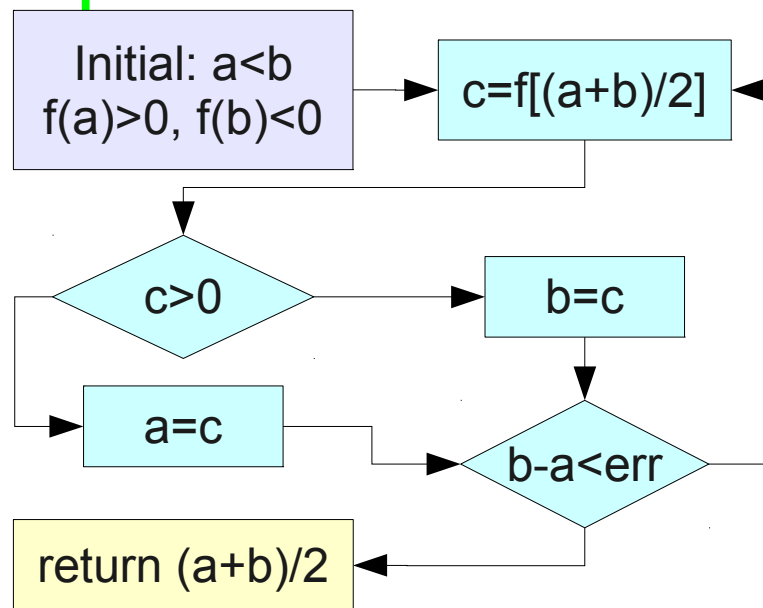 Initial: a<b
f(a)>0, f(b)<0
c=f[(a+b)/2]
c>0
b=c
a=c
b-a<err
return (a+b)/2